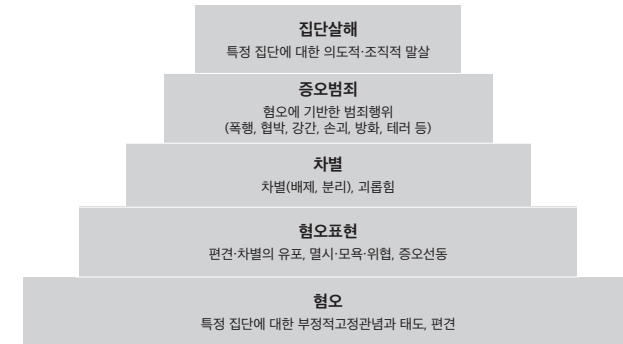 집단살해
특정 집단에 대한 의도적·조직적 말살
증오범죄
혐오에 기반한 범죄행위
(폭행, 협박, 강간, 손괴, 방화, 테러 등)
차별
차별(배제, 분리), 괴롭힘
혐오표현
편견·차별의 유포, 멸시·모욕·위협, 증오선동
혐오
특정 집단에 대한 부정적고정관념과 태도, 편견